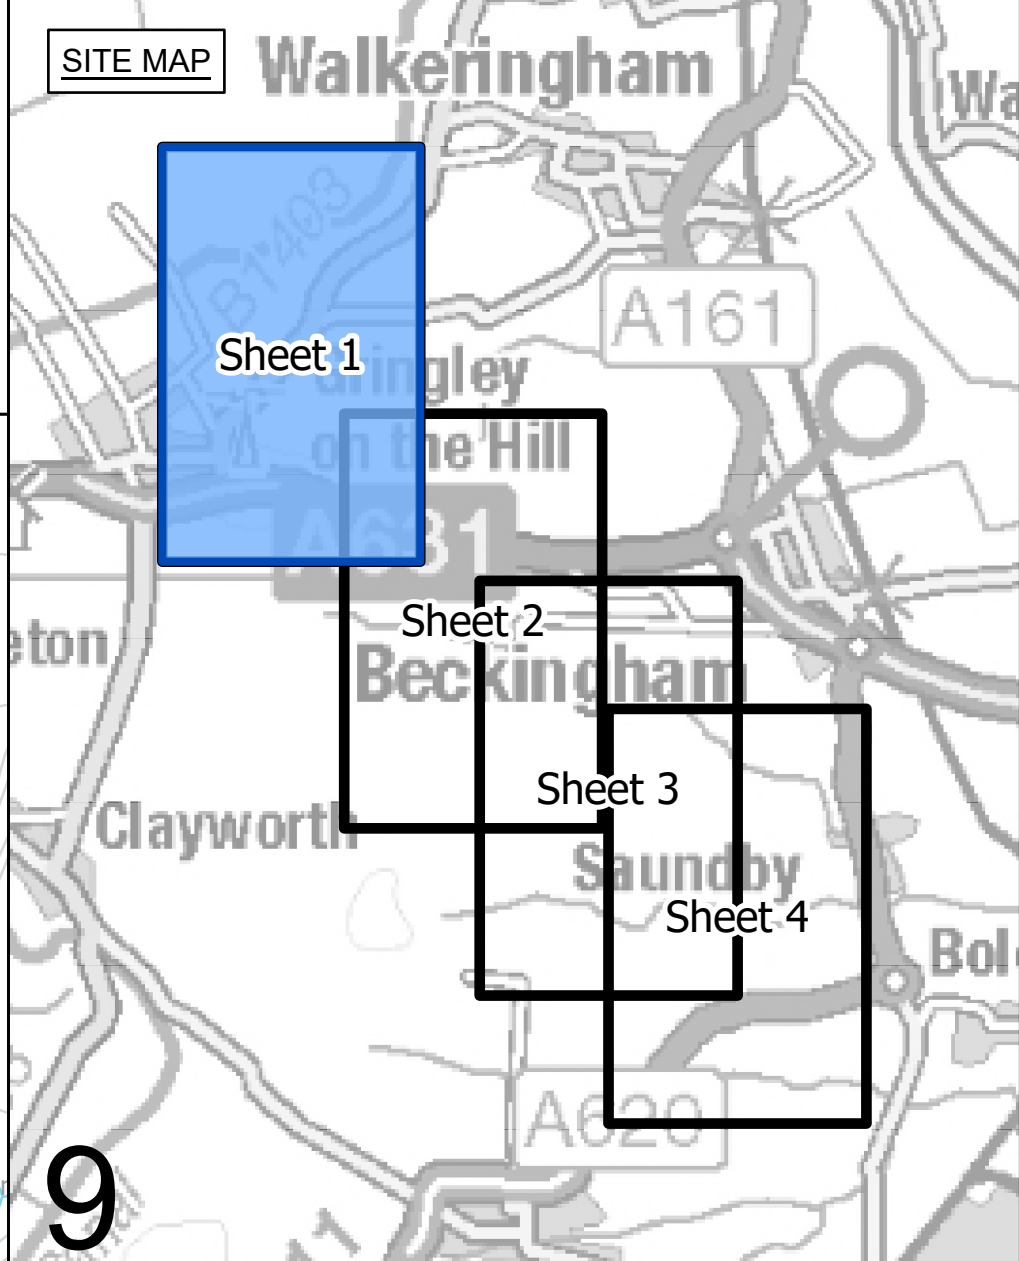 SITE MAP
Walkeringham
Wa
B1403
A161
Sheet 1
Gringley
on the Hill
A631
Sheet 2
eton
Beckingham
Sheet 3
Clayworth
Saundby
Sheet 4
Bol
A620
9